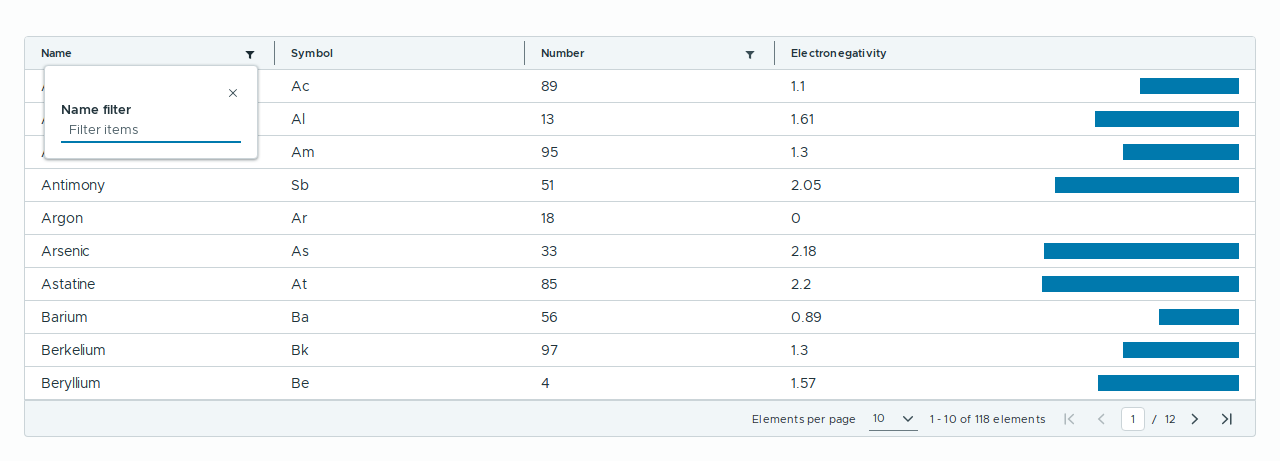 Name Symbol Number Electronegativity
Ac 89 1.1
Name filter
Filter items
Al 13 1.61
Am 95 1.3
Antimony Sb 51 2.05
Argon Ar 18 0
Arsenic As 33 2.18
Astatine At 85 2.2
Barium Ba 56 0.89
Berkelium Bk 97 1.3
Beryllium Be 4 1.57
Elements per page 10 1 - 10 of 118 elements 1 / 12